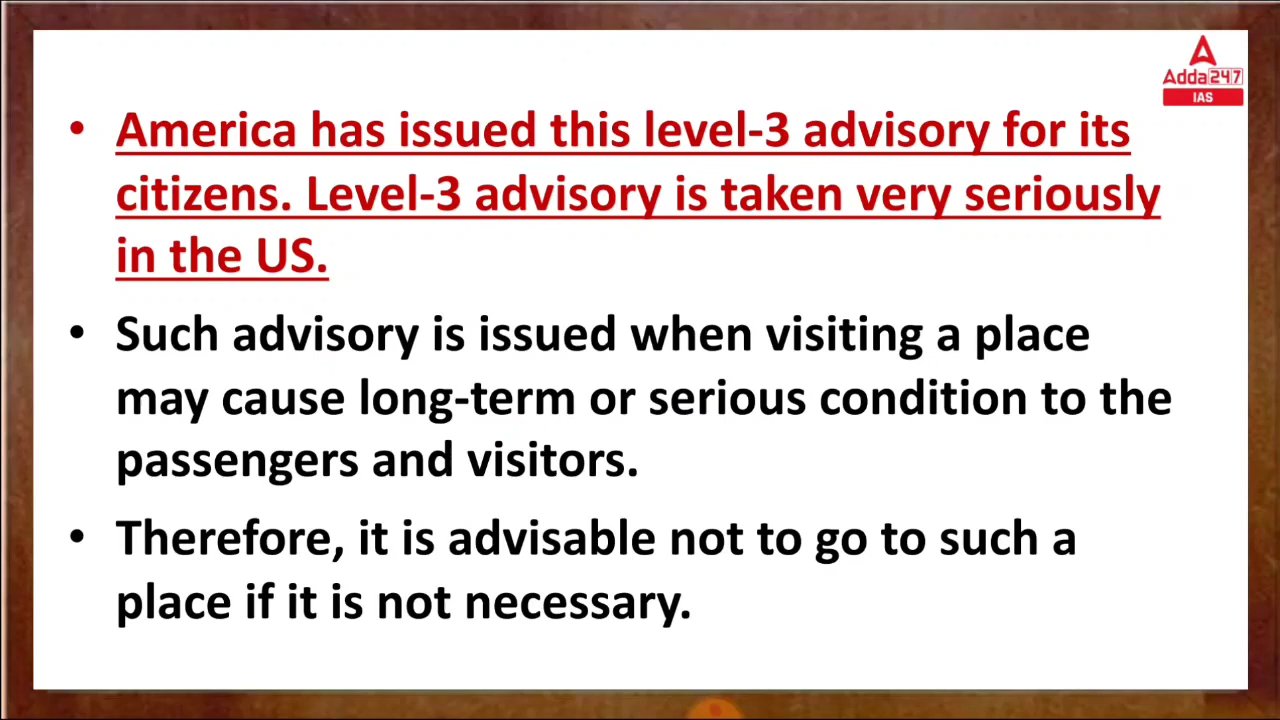 Adda247
IAS
• America has issued this level-3 advisory for its
citizens. Level-3 advisory is taken very seriously
in the US.
• Such advisory is issued when visiting a place
may cause long-term or serious condition to the
passengers and visitors.
• Therefore, it is advisable not to go to such a
place if it is not necessary.